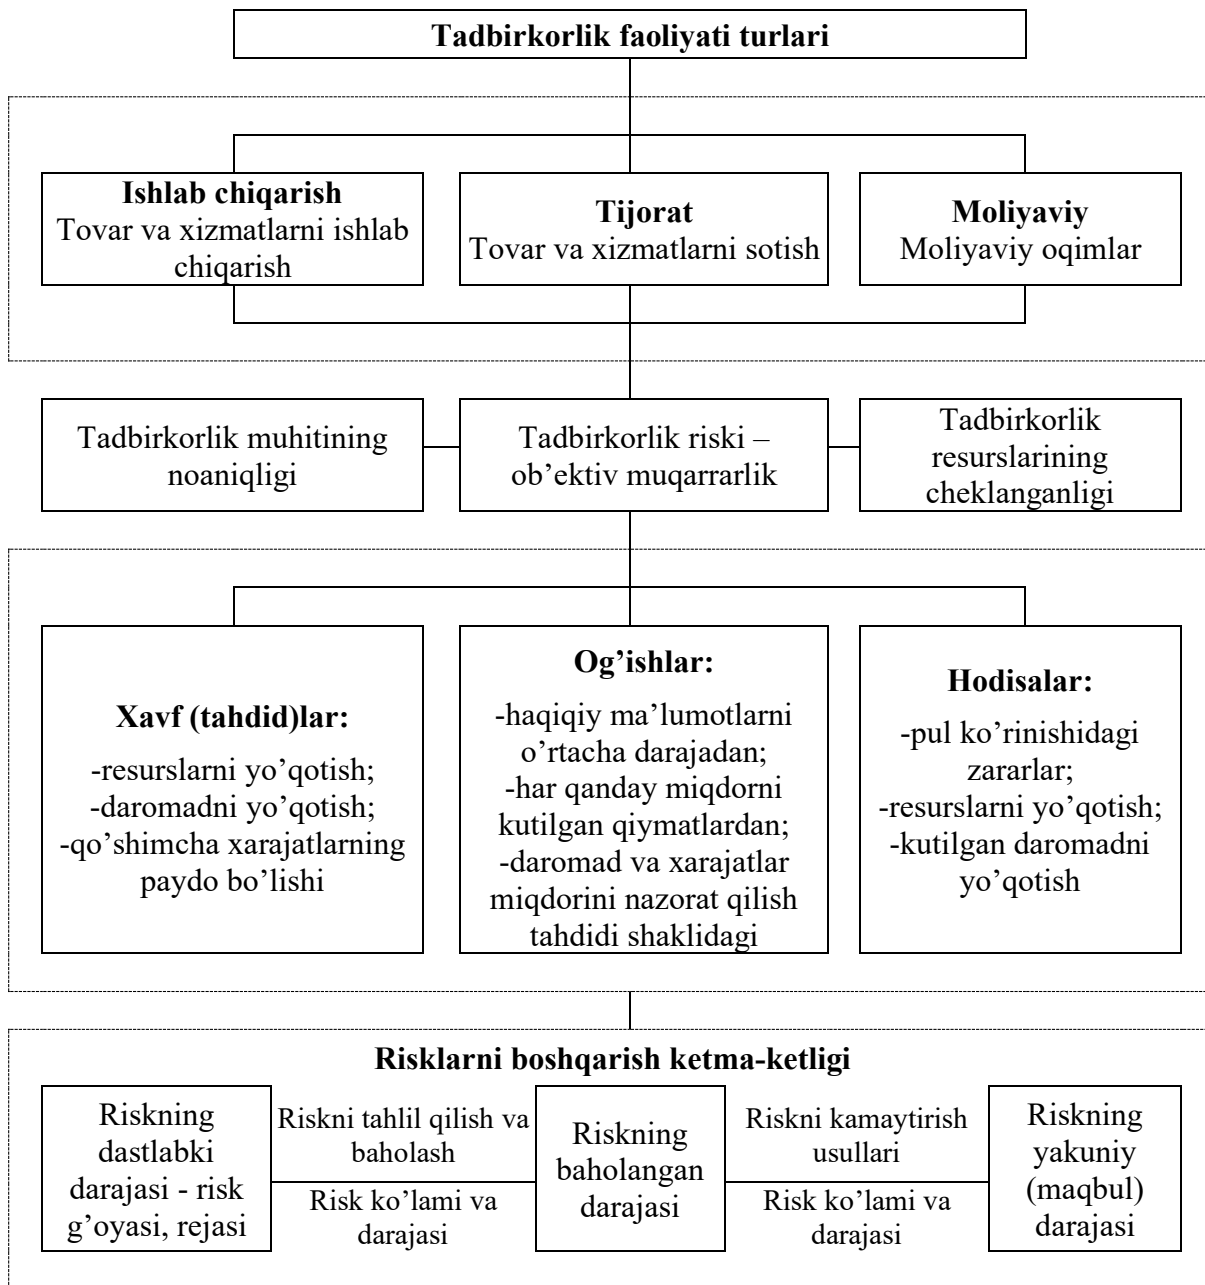 Tadbirkorlik faoliyati turlari
Ishlab chiqarish
Tovar va xizmatlarni ishlab
chiqarish
Tijorat
Tovar va xizmatlarni sotish
Moliyaviy
Moliyaviy oqimlar
Tadbirkorlik muhitining
noaniqligi
Tadbirkorlik riski –
ob’ektiv muqarrarlik
Tadbirkorlik
resurslarining
cheklanganligi
Xavf (tahdid)lar:
-resurslarni yo’qotish;
-daromadni yo’qotish;
-qo’shimcha xarajatlarning
paydo bo’lishi
Og’ishlar:
-haqiqiy ma’lumotlarni
o’rtacha darajadan;
-har qanday miqdorni
kutilgan qiymatlardan;
-daromad va xarajatlar
miqdorini nazorat qilish
tahdidi shaklidagi
Hodisalar:
-pul ko’rinishidagi
zararlar;
-resurslarni yo’qotish;
-kutilgan daromadni
yo’qotish
Risklarni boshqarish ketma-ketligi
Riskning
dastlabki
darajasi - risk
g’oyasi, rejasi
Riskni tahlil qilish va
baholash
Risk ko’lami va
darajasi
Riskning
baholangan
darajasi
Riskni kamaytirish
usullari
Risk ko’lami va
darajasi
Riskning
yakuniy
(maqbul)
darajasi